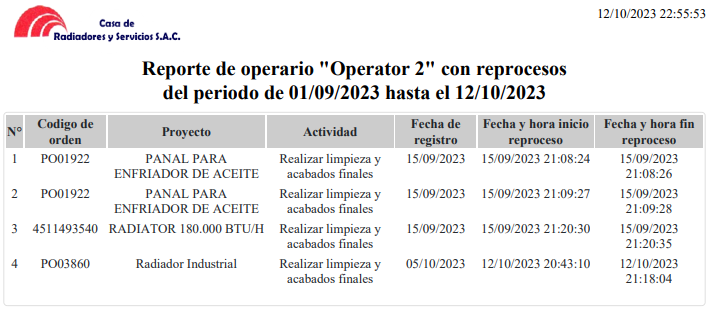 Casa de
Radiadores y Servicios S.A.C.
12/10/2023 22:55:53
Reporte de operario "Operator 2" con reprocesos
del periodo de 01/09/2023 hasta el 12/10/2023
N° Codigo de orden Proyecto Actividad Fecha de registro Fecha y hora inicio reproceso Fecha y hora fin reproceso
1 PO01922 PANAL PARA Realizar limpieza y 15/09/2023 15/09/2023 21:08:24 15/09/2023
ENFRIADOR DE ACEITE acabados finales 21:08:26
2 PO01922 PANAL PARA Realizar limpieza y 15/09/2023 15/09/2023 21:09:27 15/09/2023
ENFRIADOR DE ACEITE acabados finales 21:09:28
3 4511493540 RADIATOR 180.000 BTU/H Realizar limpieza y 15/09/2023 15/09/2023 21:20:30 15/09/2023
acabados finales 21:20:35
4 PO03860 Radiador Industrial Realizar limpieza y 05/10/2023 12/10/2023 20:43:10 12/10/2023
acabados finales 21:18:04